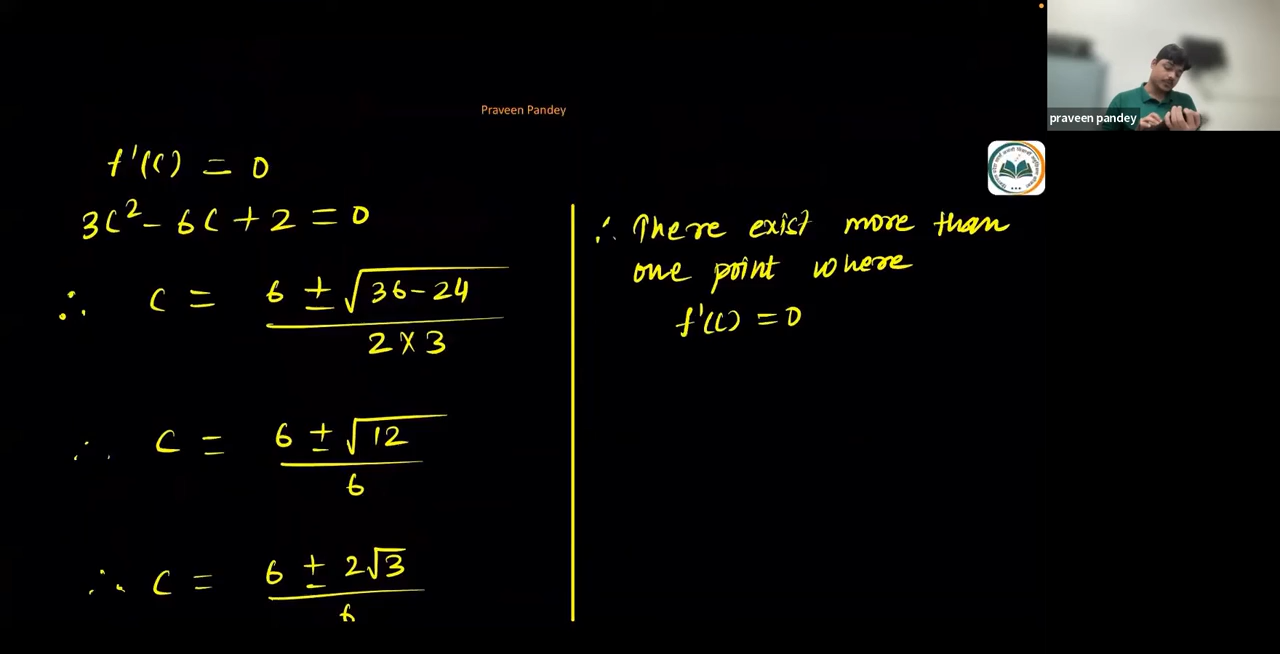 Praveen Pandey
praveen pandey
f'(c) = 0
3c² - 6c + 2 = 0
∴ c = (6 ± √(36-24)) / (2 × 3)
∴ c = (6 ± √12) / 6
∴ c = (6 ± 2√3) / 6
∴ There exist more than
one point where
f'(c) = 0